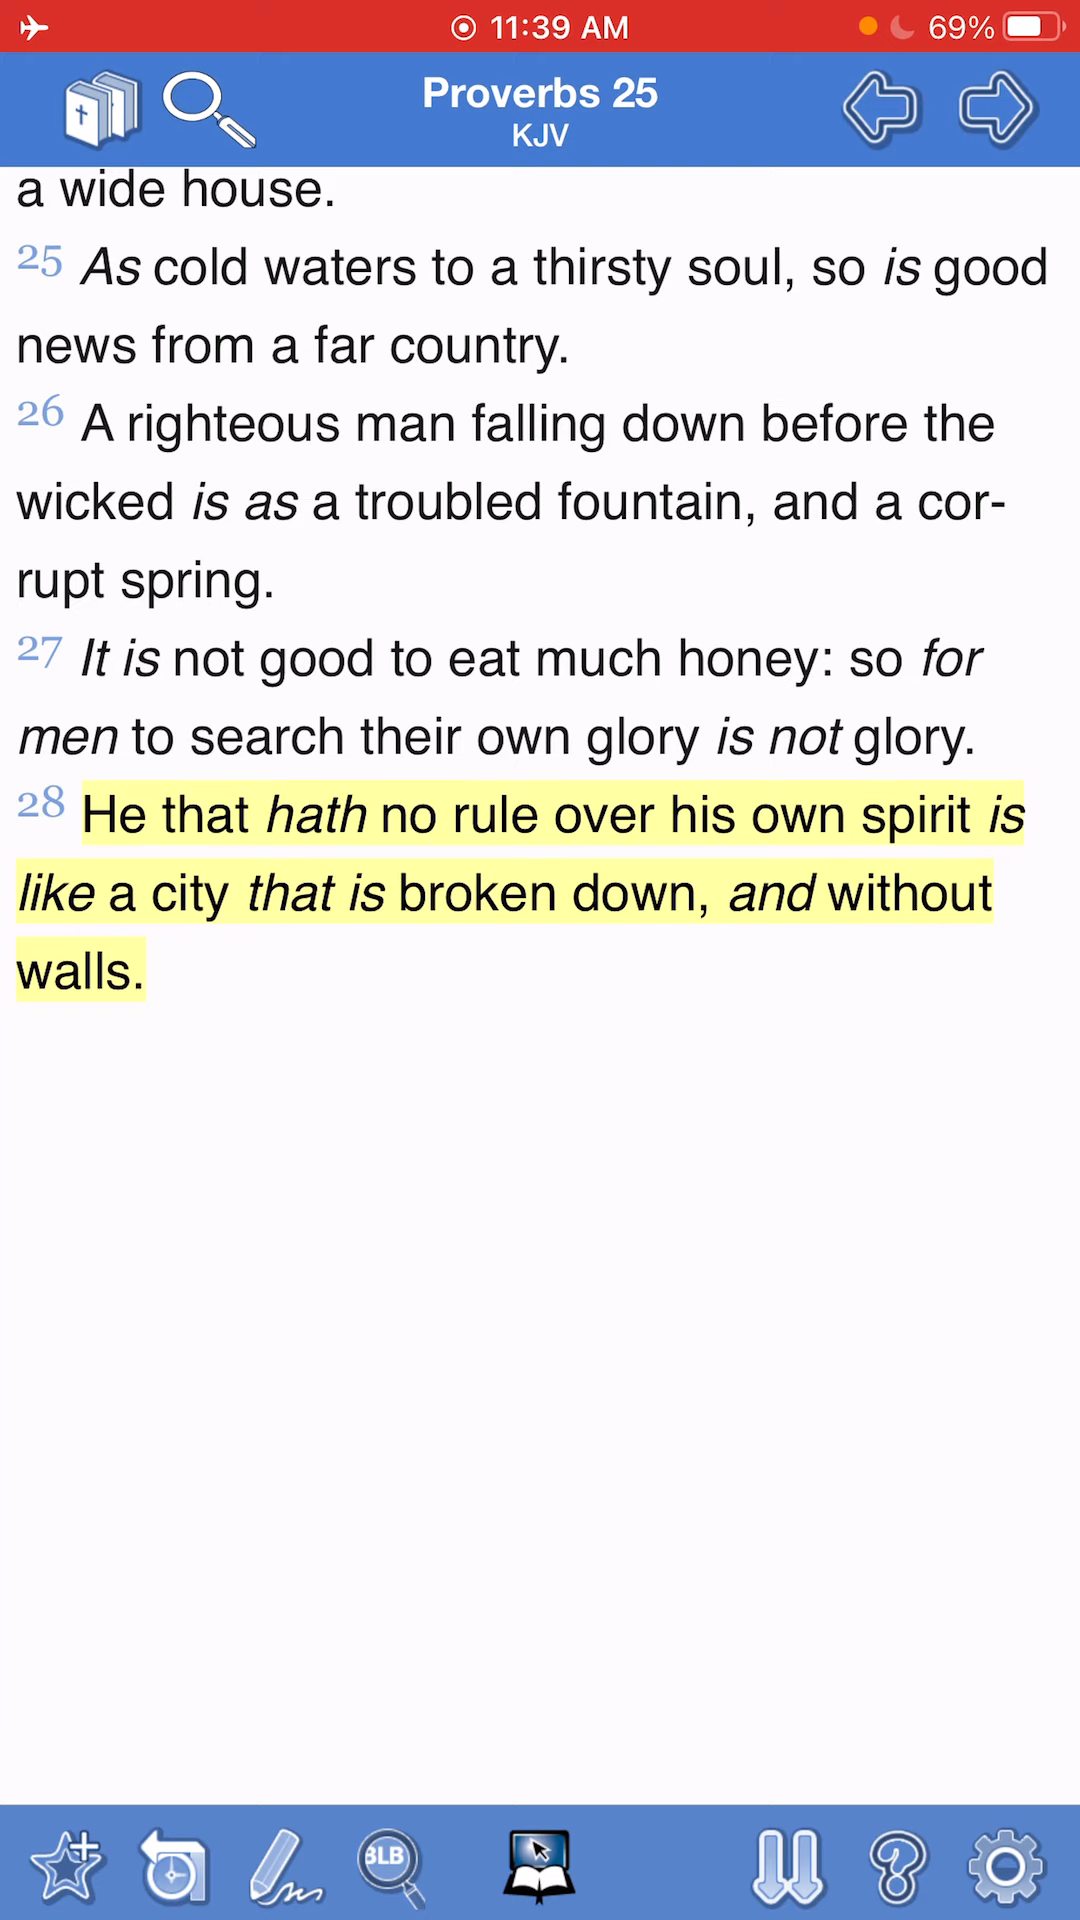 11:39 AM
69%
Proverbs 25
KJV
a wide house.
25 As cold waters to a thirsty soul, so is good
news from a far country.
26 A righteous man falling down before the
wicked is as a troubled fountain, and a cor-
rupt spring.
27 It is not good to eat much honey: so for
men to search their own glory is not glory.
28 He that hath no rule over his own spirit is
like a city that is broken down, and without
walls.
BLB